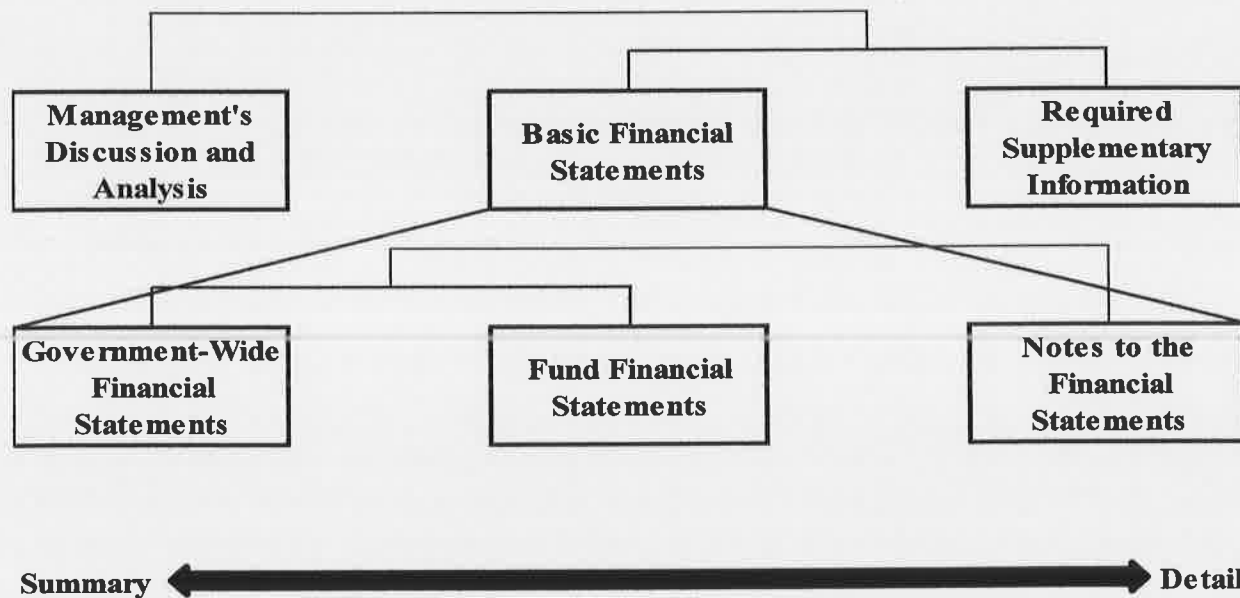 Management's
Discussion and
Analysis
Basic Financial
Statements
Required
Supplementary
Information
Government-Wide
Financial
Statements
Fund Financial
Statements
Notes to the
Financial
Statements
Summary
Detail